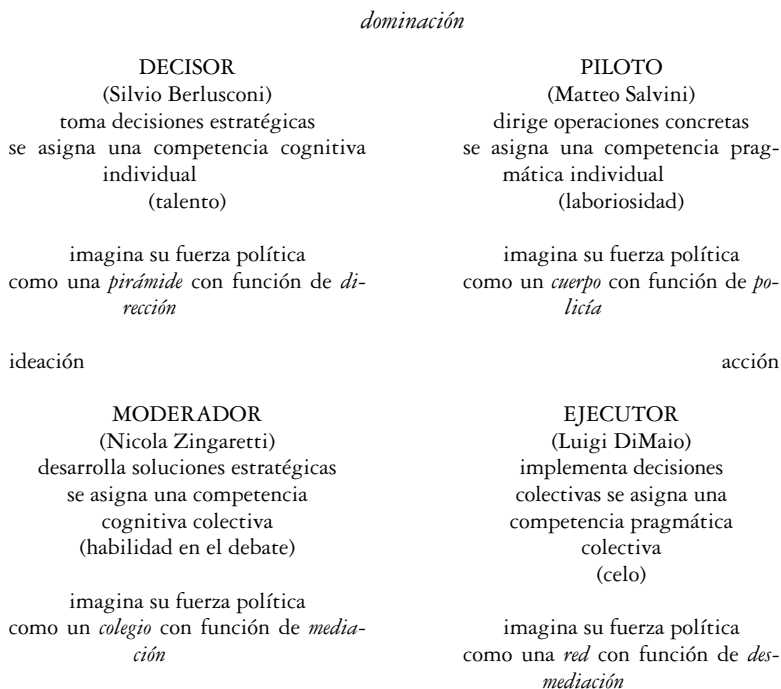 dominación
DECISOR
(Silvio Berlusconi)
toma decisiones estratégicas
se asigna una competencia cognitiva
individual
(talento)
imagina su fuerza política
como una pirámide con función de di-
rección
PILOTO
(Matteo Salvini)
dirige operaciones concretas
se asigna una competencia prag-
mática individual
(laboriosidad)
imagina su fuerza política
como un cuerpo con función de po-
licía
ideación
acción
MODERADOR
(Nicola Zingaretti)
desarrolla soluciones estratégicas
se asigna una competencia
cognitiva colectiva
(habilidad en el debate)
imagina su fuerza política
como un colegio con función de media-
ción
EJECUTOR
(Luigi DiMaio)
implementa decisiones
colectivas se asigna una
competencia pragmática
colectiva
(celo)
imagina su fuerza política
como una red con función de des-
mediación